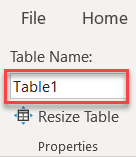 File Home
Table Name:
Table1
Resize Table
Properties